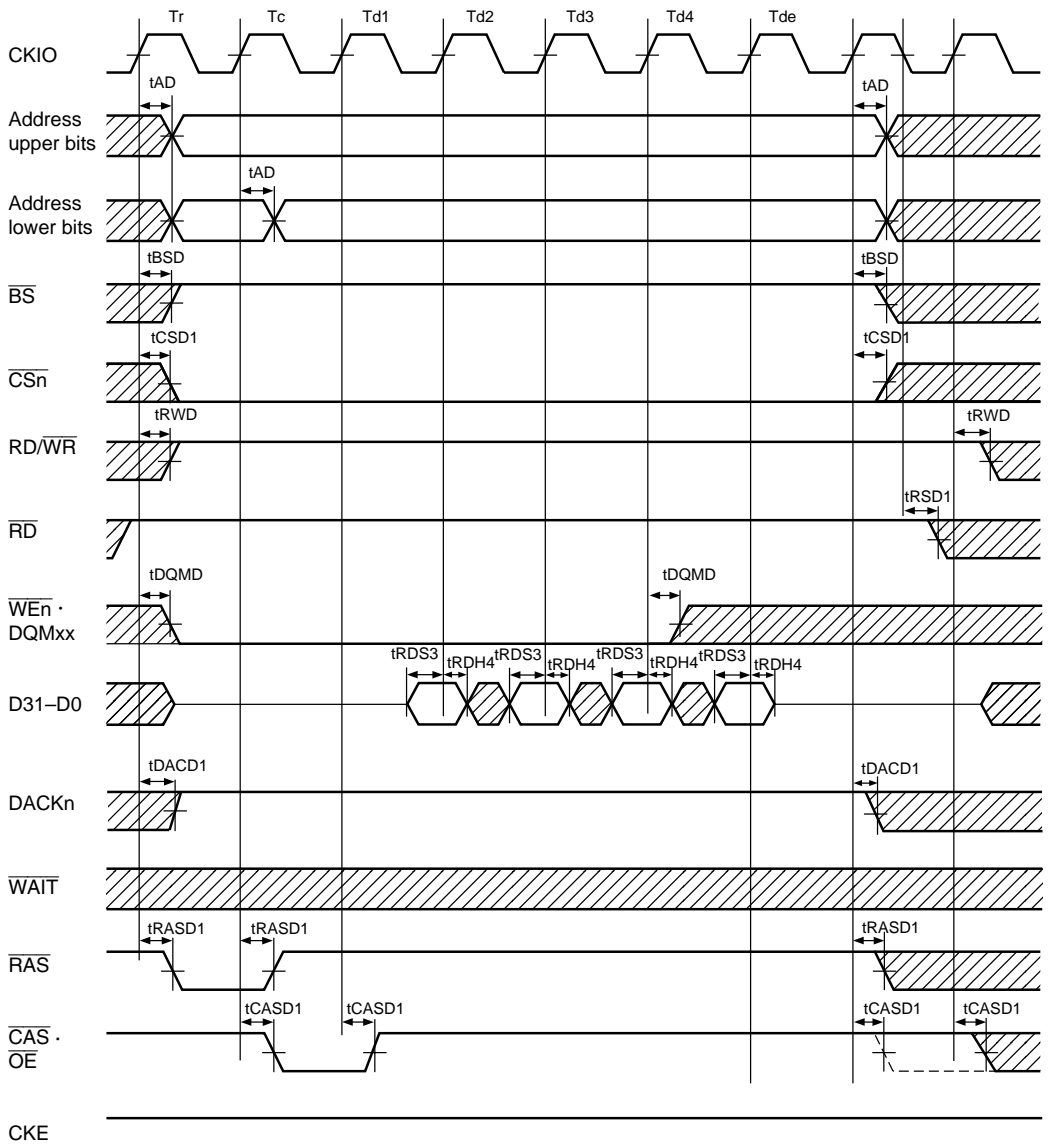 Tr Tc Td1 Td2 Td3 Td4 Tde
CKIO
tAD tAD
Address
upper bits
tAD
Address
lower bits
tBSD tBSD
BS
tCSD1 tCSD1
CSn
tRWD tRWD
RD/WR
tRSD1
RD
tDQMD tDQMD
WEn ·
DQMxx
tRDS3 tRDH4 tRDS3 tRDH4 tRDS3 tRDH4 tRDS3 tRDH4
D31–D0
tDACD1 tDACD1
DACKn
WAIT
tRASD1 tRASD1 tRASD1
RAS
tCASD1 tCASD1 tCASD1 tCASD1
CAS ·
OE
CKE